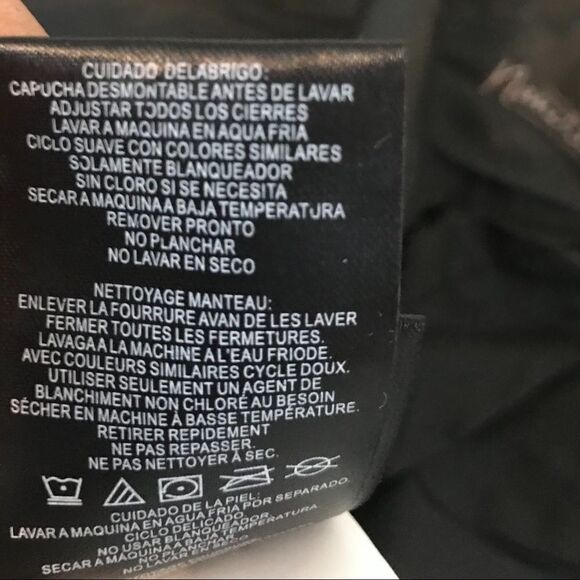 CUIDADO DELABRIGO:
CAPUCHA DESMONTABLE ANTES DE LAVAR
ADJUSTAR TODOS LOS CIERRES
LAVAR A MAQUINA EN AQUA FRIA
CICLO SUAVE CON COLORES SIMILARES
SOLAMENTE BLANQUEADOR
SIN CLORO SI SE NECESITA
SECAR A MAQUINA A BAJA TEMPERATURA
REMOVER PRONTO
NO PLANCHAR
NO LAVAR EN SECO
NETTOYAGE MANTEAU:
ENLEVER LA FOURRURE AVAN DE LES LAVER
FERMER TOUTES LES FERMETURES.
LAVAGA A LA MACHINE A L'EAU FRIODE.
AVEC COULEURS SIMILAIRES CYCLE DOUX.
UTILISER SEULEMENT UN AGENT DE
BLANCHIMENT NON CHLORÉ AU BESOIN
SÉCHER EN MACHINE À BASSE TEMPÉRATURE.
RETIRER REPIDEMENT
NE PAS REPASSER.
NE PAS NETTOYER À SEC.
CUIDADO DE LA PIEL:
LAVAR A MAQUINA EN AGUA FRIA POR SEPARADO.
CICLO DELICADO.
NO USAR BLANQUEADOR.
SECAR A MAQUINA A BAJA TEMPERATURA
NO PLANCHAR